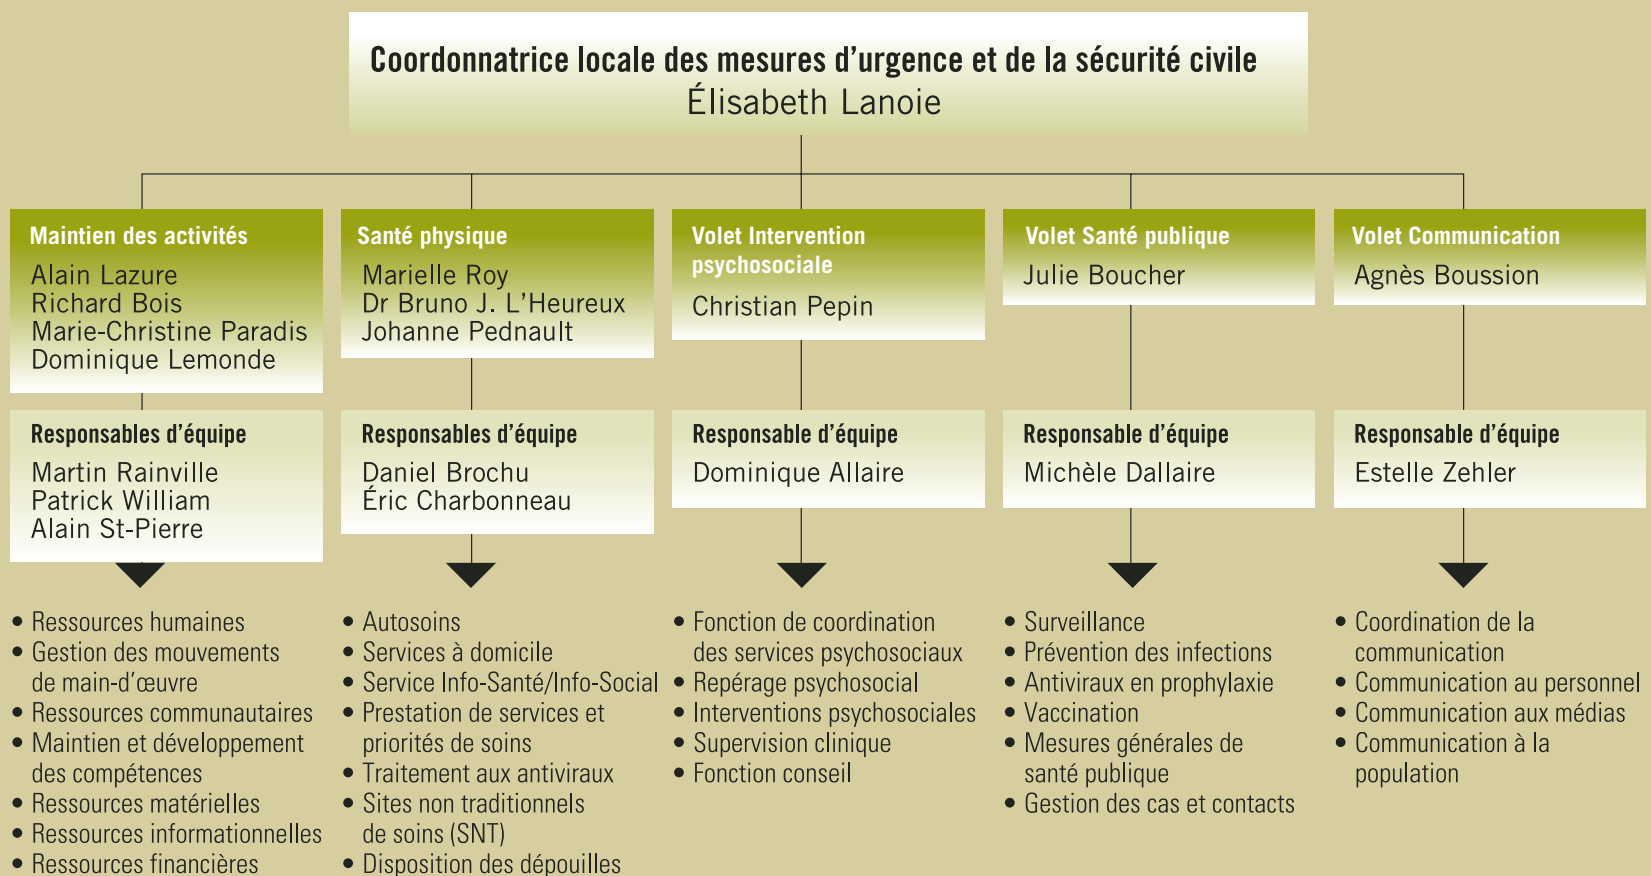 Coordonnatrice locale des mesures d’urgence et de la sécurité civile
Élisabeth Lanoie
Maintien des activités
Alain Lazure
Richard Bois
Marie-Christine Paradis
Dominique Lemonde
Responsables d’équipe
Martin Rainville
Patrick William
Alain St-Pierre
• Ressources humaines
• Gestion des mouvements
de main-d’œuvre
• Ressources communautaires
• Maintien et développement
des compétences
• Ressources matérielles
• Ressources informationnelles
• Ressources financières
Santé physique
Marielle Roy
Dr Bruno J. L’Heureux
Johanne Pednault
Responsables d’équipe
Daniel Brochu
Éric Charbonneau
• Autosoins
• Services à domicile
• Service Info-Santé/Info-Social
• Prestation de services et
priorités de soins
• Traitement aux antiviraux
• Sites non traditionnels
de soins (SNT)
• Disposition des dépouilles
Volet Intervention
psychosociale
Christian Pepin
Responsable d’équipe
Dominique Allaire
• Fonction de coordination
des services psychosociaux
• Repérage psychosocial
• Interventions psychosociales
• Supervision clinique
• Fonction conseil
Volet Santé publique
Julie Boucher
Responsable d’équipe
Michèle Dallaire
• Surveillance
• Prévention des infections
• Antiviraux en prophylaxie
• Vaccination
• Mesures générales de
santé publique
• Gestion des cas et contacts
Volet Communication
Agnès Boussion
Responsable d’équipe
Estelle Zehler
• Coordination de la
communication
• Communication au personnel
• Communication aux médias
• Communication à la
population